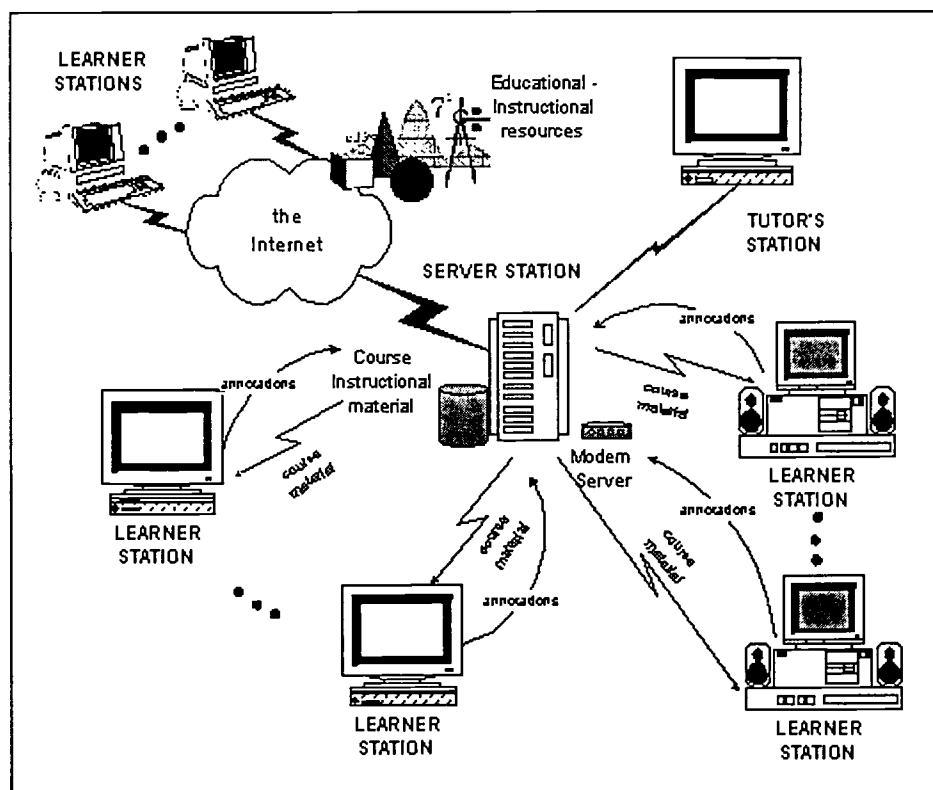 LEARNER
STATIONS
Educational -
Instructional
resources
7
the
Internet
TUTOR'S
STATION
SERVER STATION
annotations
course
material
LEARNER
STATION
Course
Instructional
material
annotations
course
material
LEARNER
STATION
Modem
Server
annotations
course
material
course
material
annotations
LEARNER
STATION
LEARNER
STATION